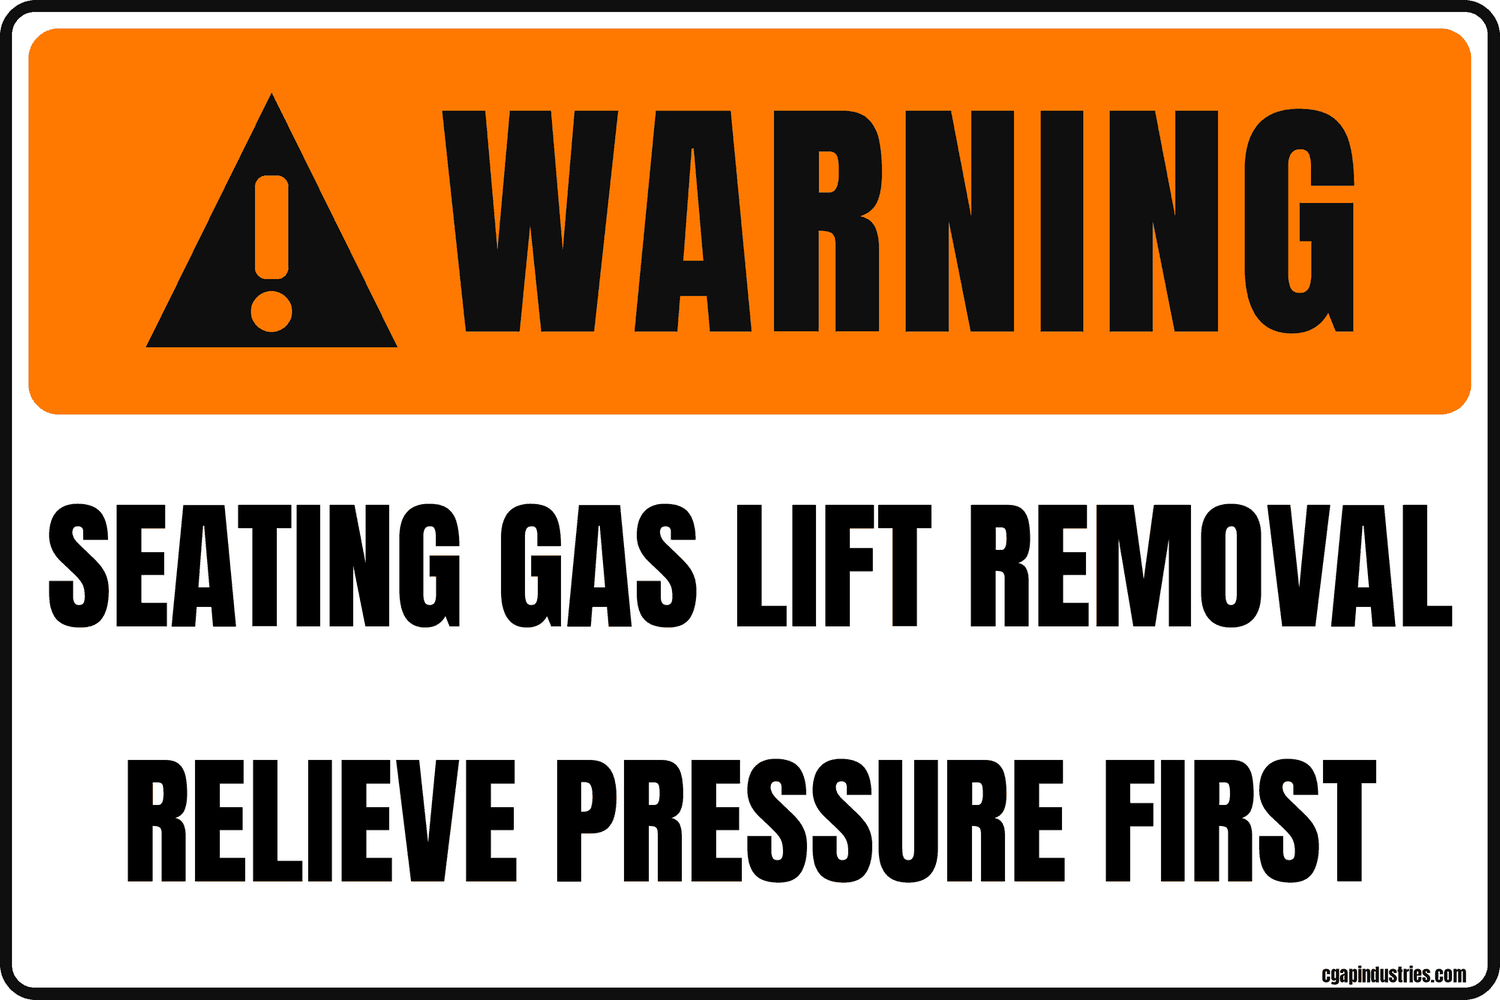 WARNING
SEATING GAS LIFT REMOVAL
RELIEVE PRESSURE FIRST
cgapindustries.com